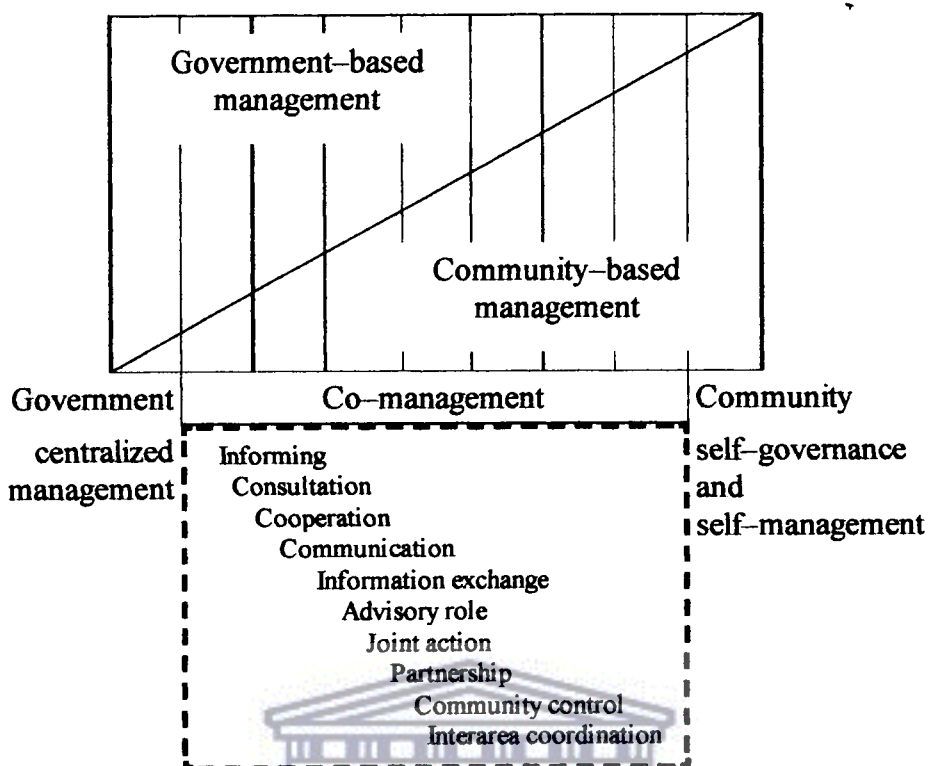 Government–based
management
Community–based
management
Government
Co–management
Community
centralized
management
Informing
Consultation
Cooperation
Communication
Information exchange
Advisory role
Joint action
Partnership
Community control
Interarea coordination
self–governance
and
self–management